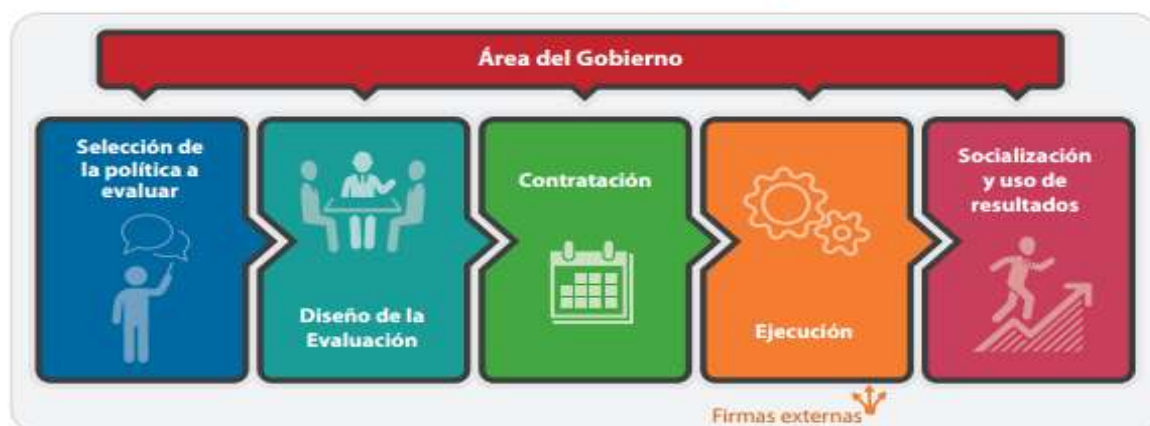 Área del Gobierno
Selección de
la política a
evaluar
Diseño de la
Evaluación
Contratación
Ejecución
Socialización
y uso de
resultados
Firmas externas